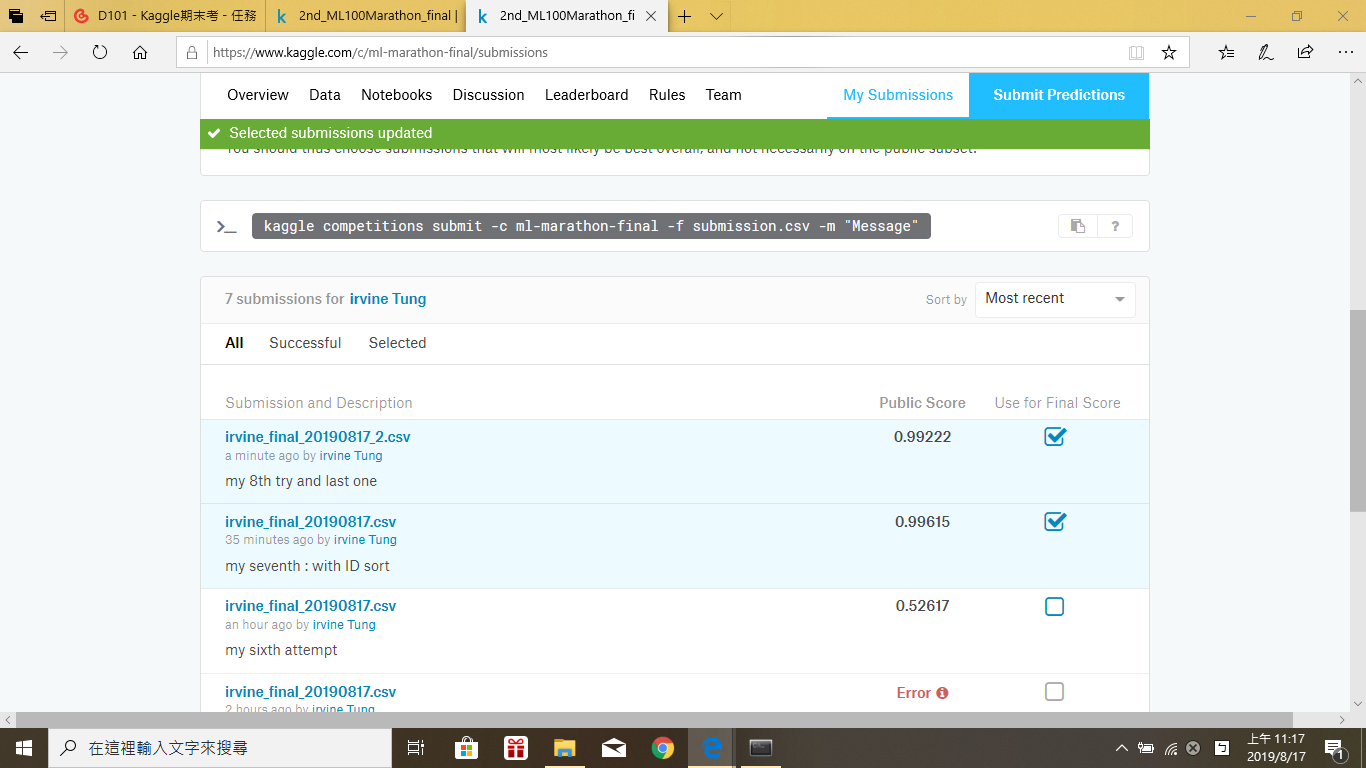 D101 - Kaggle期末考 - 任務
2nd_ML100Marathon_final |
2nd_ML100Marathon_fi
https://www.kaggle.com/c/ml-marathon-final/submissions
Overview Data Notebooks Discussion Leaderboard Rules Team My Submissions Submit Predictions
Selected submissions updated
You should thus choose submissions that will most likely be best overall, and not necessarily on the public subset.
>_ kaggle competitions submit -c ml-marathon-final -f submission.csv -m "Message" ?
7 submissions for irvine Tung Sort by Most recent
All Successful Selected
Submission and Description Public Score Use for Final Score
irvine_final_20190817_2.csv 0.99222
a minute ago by irvine Tung
my 8th try and last one
irvine_final_20190817.csv 0.99615
35 minutes ago by irvine Tung
my seventh : with ID sort
irvine_final_20190817.csv 0.52617
an hour ago by irvine Tung
my sixth attempt
irvine_final_20190817.csv Error
2 hours ago by irvine Tung
在這裡輸入文字來搜尋
上午 11:17
2019/8/17
1